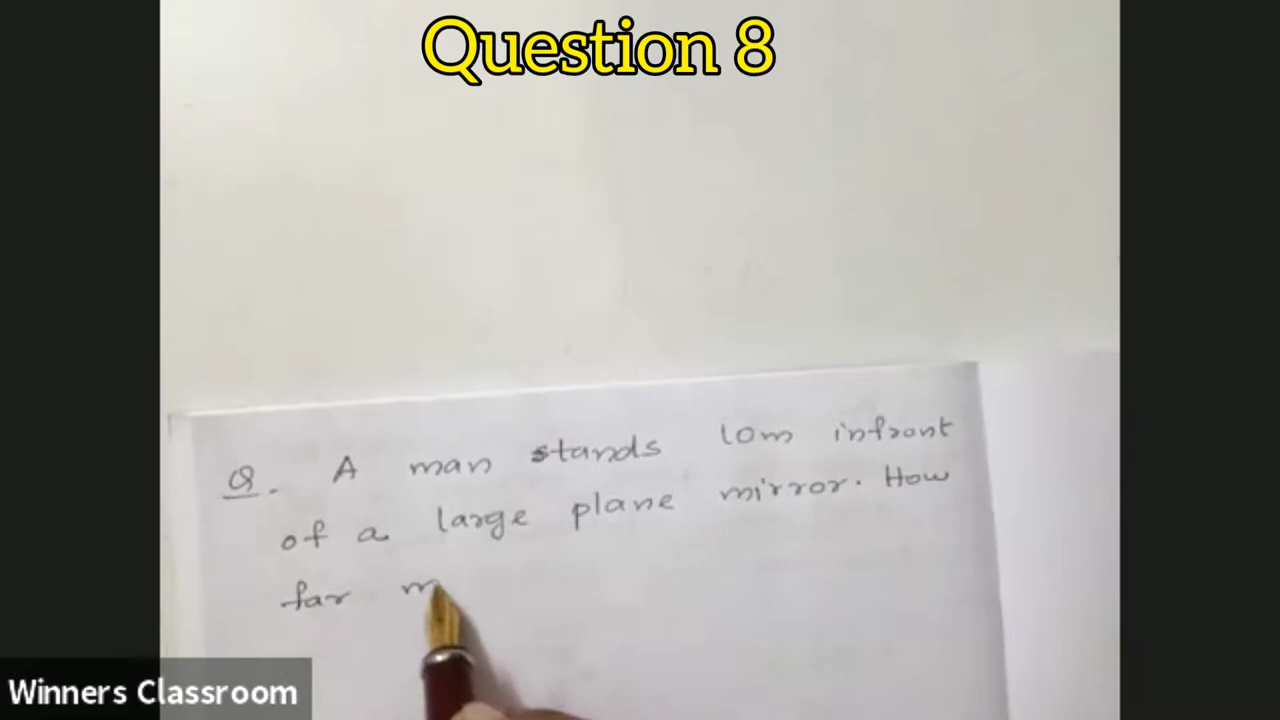 Question 8
Q. A man stands 10m infront
of a large plane mirror. How
far m
Winners Classroom